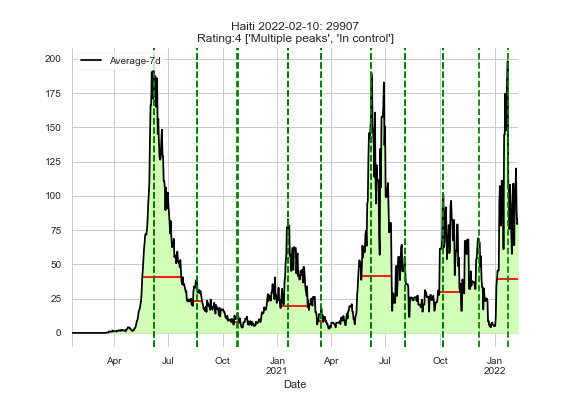 Haiti 2022-02-10: 29907
Rating:4 ['Multiple peaks', 'In control']
Average-7d
200
175
150
125
100
75
50
25
0
Apr Jul Oct Jan Apr Jul Oct Jan
2021 2022
Date